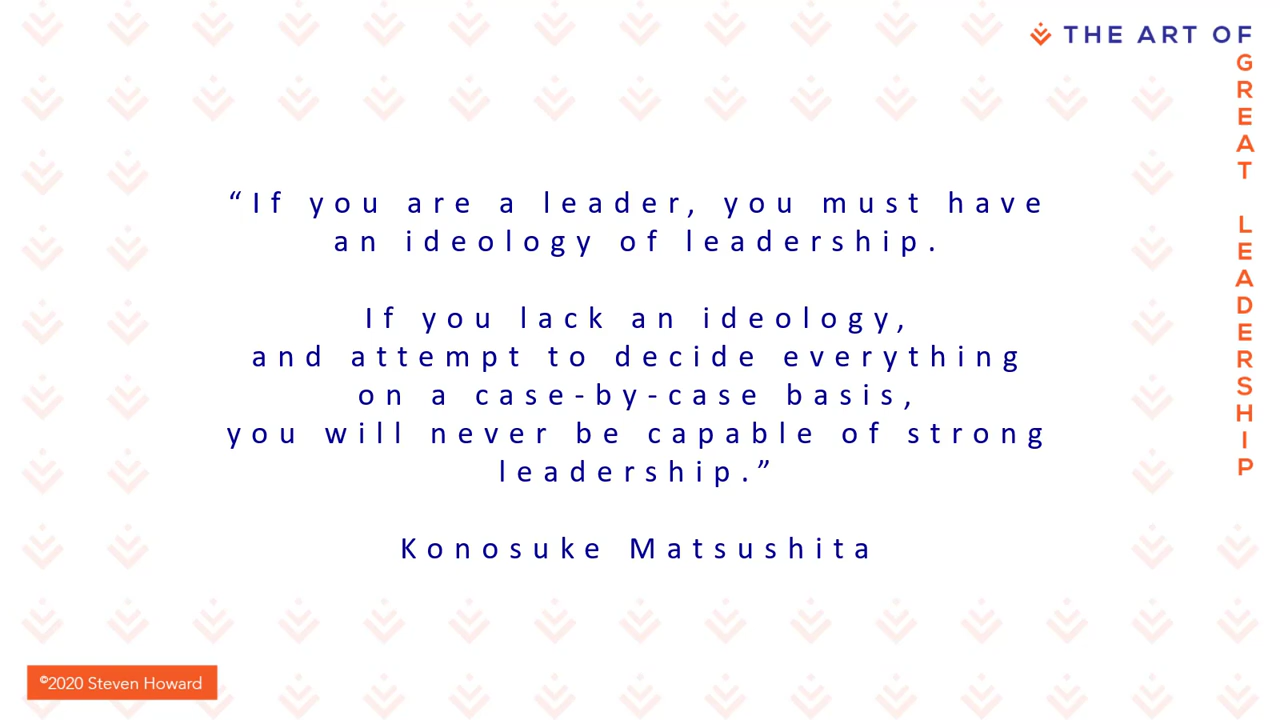 THE ART OF
GREAT LEADERSHIP
“If you are a leader, you must have
an ideology of leadership.
If you lack an ideology,
and attempt to decide everything
on a case-by-case basis,
you will never be capable of strong
leadership.”
Konosuke Matsushita
©2020 Steven Howard